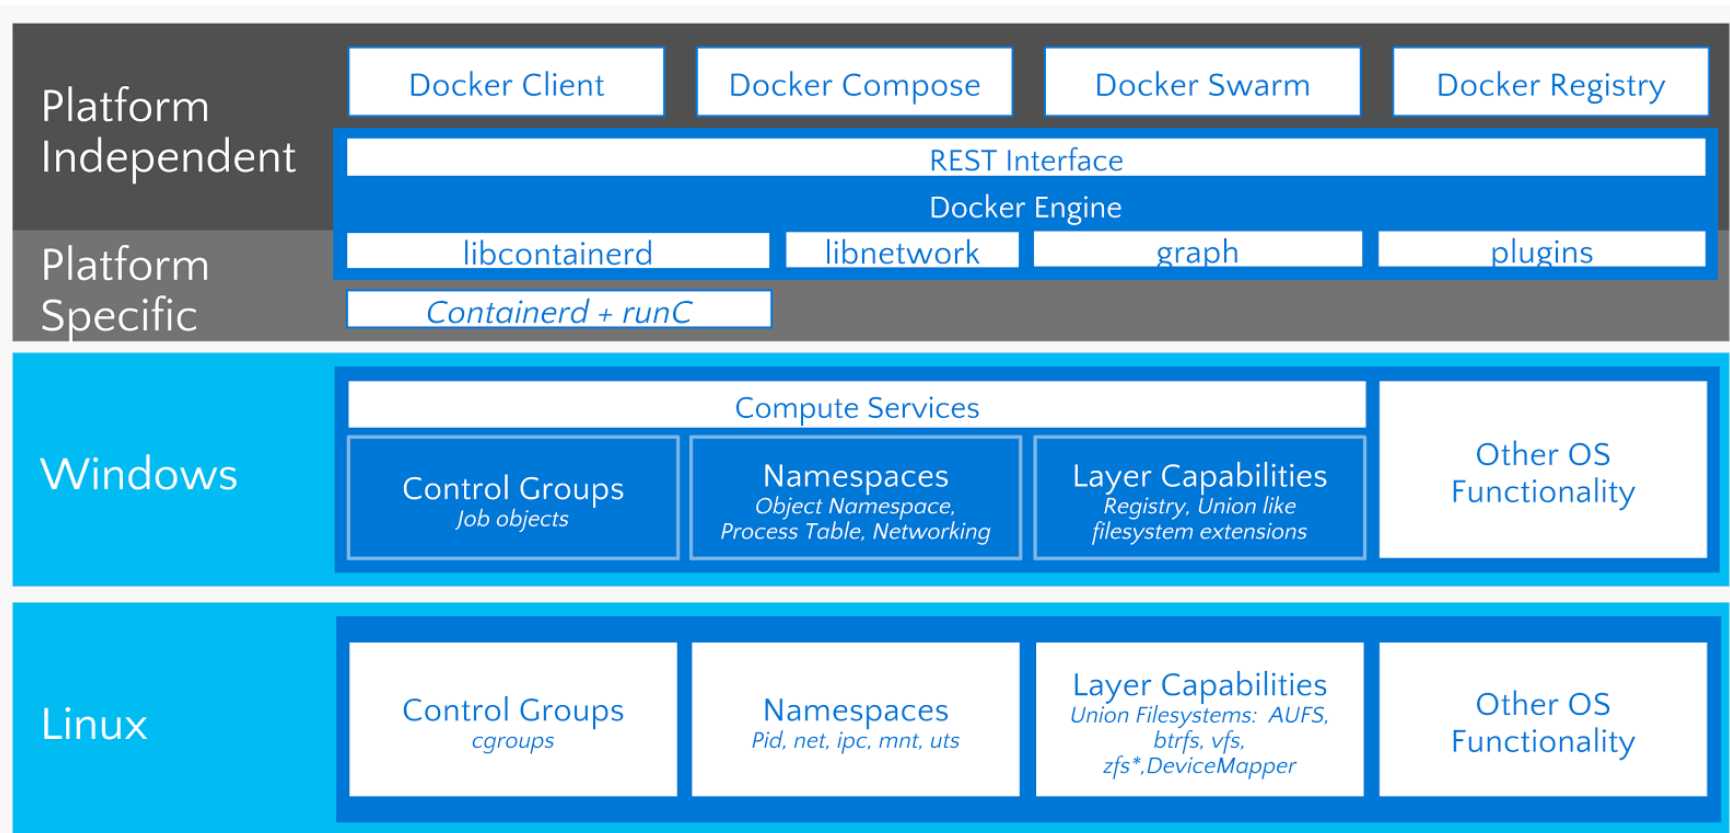 Platform
Independent
Docker Client
Docker Compose
Docker Swarm
Docker Registry
REST Interface
Docker Engine
Platform
Specific
libcontainerd
libnetwork
graph
plugins
Containerd + runC
Windows
Compute Services
Control Groups
Job objects
Namespaces
Object Namespace,
Process Table, Networking
Layer Capabilities
Registry, Union like
filesystem extensions
Other OS
Functionality
Linux
Control Groups
cgroups
Namespaces
Pid, net, ipc, mnt, uts
Layer Capabilities
Union Filesystems:  AUFS,
btrfs, vfs,
zfs*,DeviceMapper
Other OS
Functionality